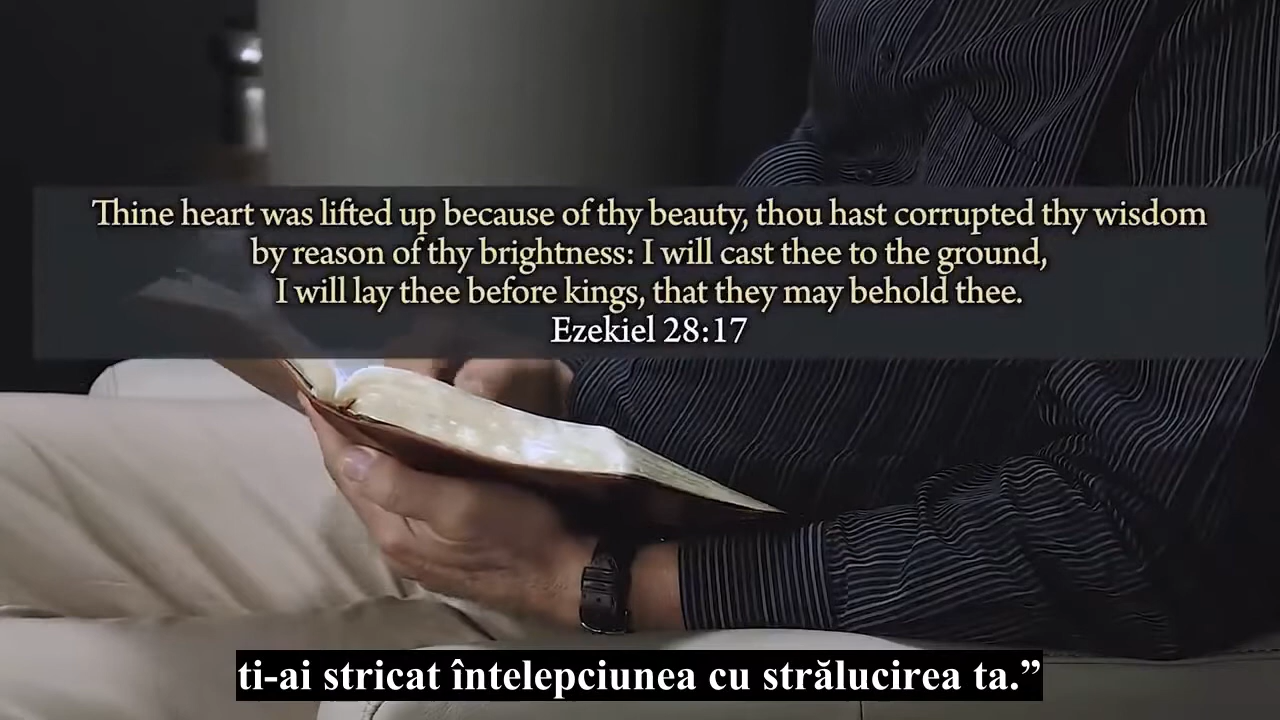 Thine heart was lifted up because of thy beauty, thou hast corrupted thy wisdom
by reason of thy brightness: I will cast thee to the ground,
I will lay thee before kings, that they may behold thee.
Ezekiel 28:17
ti-ai stricat întelepciunea cu strălucirea ta.”